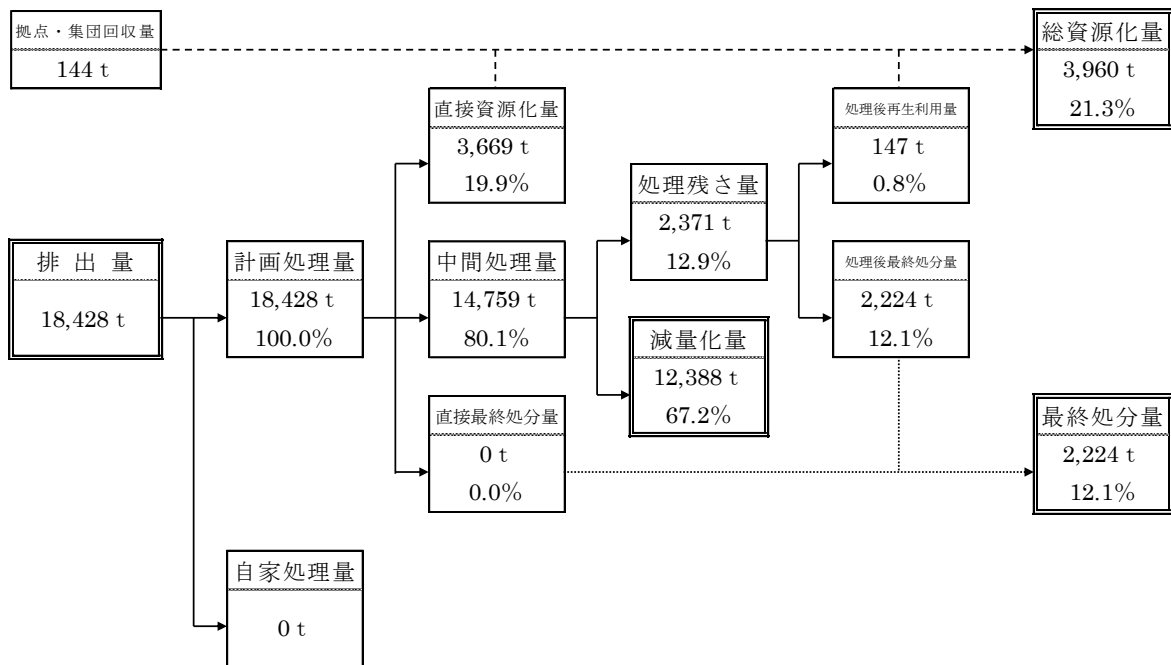 拠点・集団回収量
144 t
総資源化量
3,960 t
21.3%
直接資源化量
3,669 t
19.9%
処理後再生利用量
147 t
0.8%
処理残さ量
2,371 t
12.9%
排 出 量
18,428 t
計画処理量
18,428 t
100.0%
中間処理量
14,759 t
80.1%
処理後最終処分量
2,224 t
12.1%
減量化量
12,388 t
67.2%
直接最終処分量
0 t
0.0%
最終処分量
2,224 t
12.1%
自家処理量
0 t